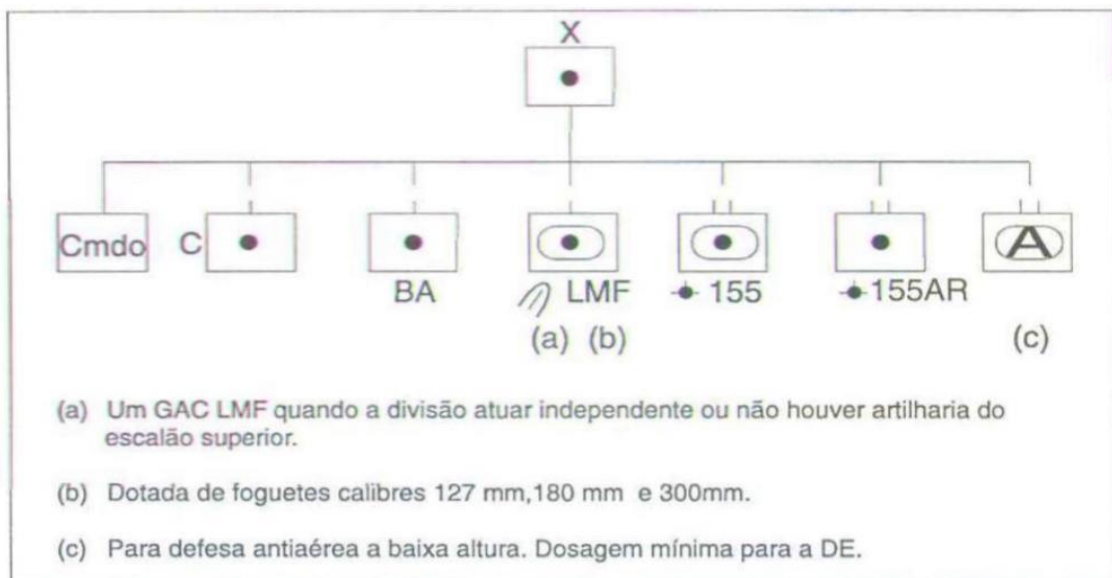 X
Cmdo
C
BA
LMF
155
155AR
(a) (b)
(c)
A
(a) Um GAC LMF quando a divisão atuar independente ou não houver artilharia do
escalão superior.
(b) Dotada de foguetes calibres 127 mm,180 mm e 300mm.
(c) Para defesa antiaérea a baixa altura. Dosagem mínima para a DE.